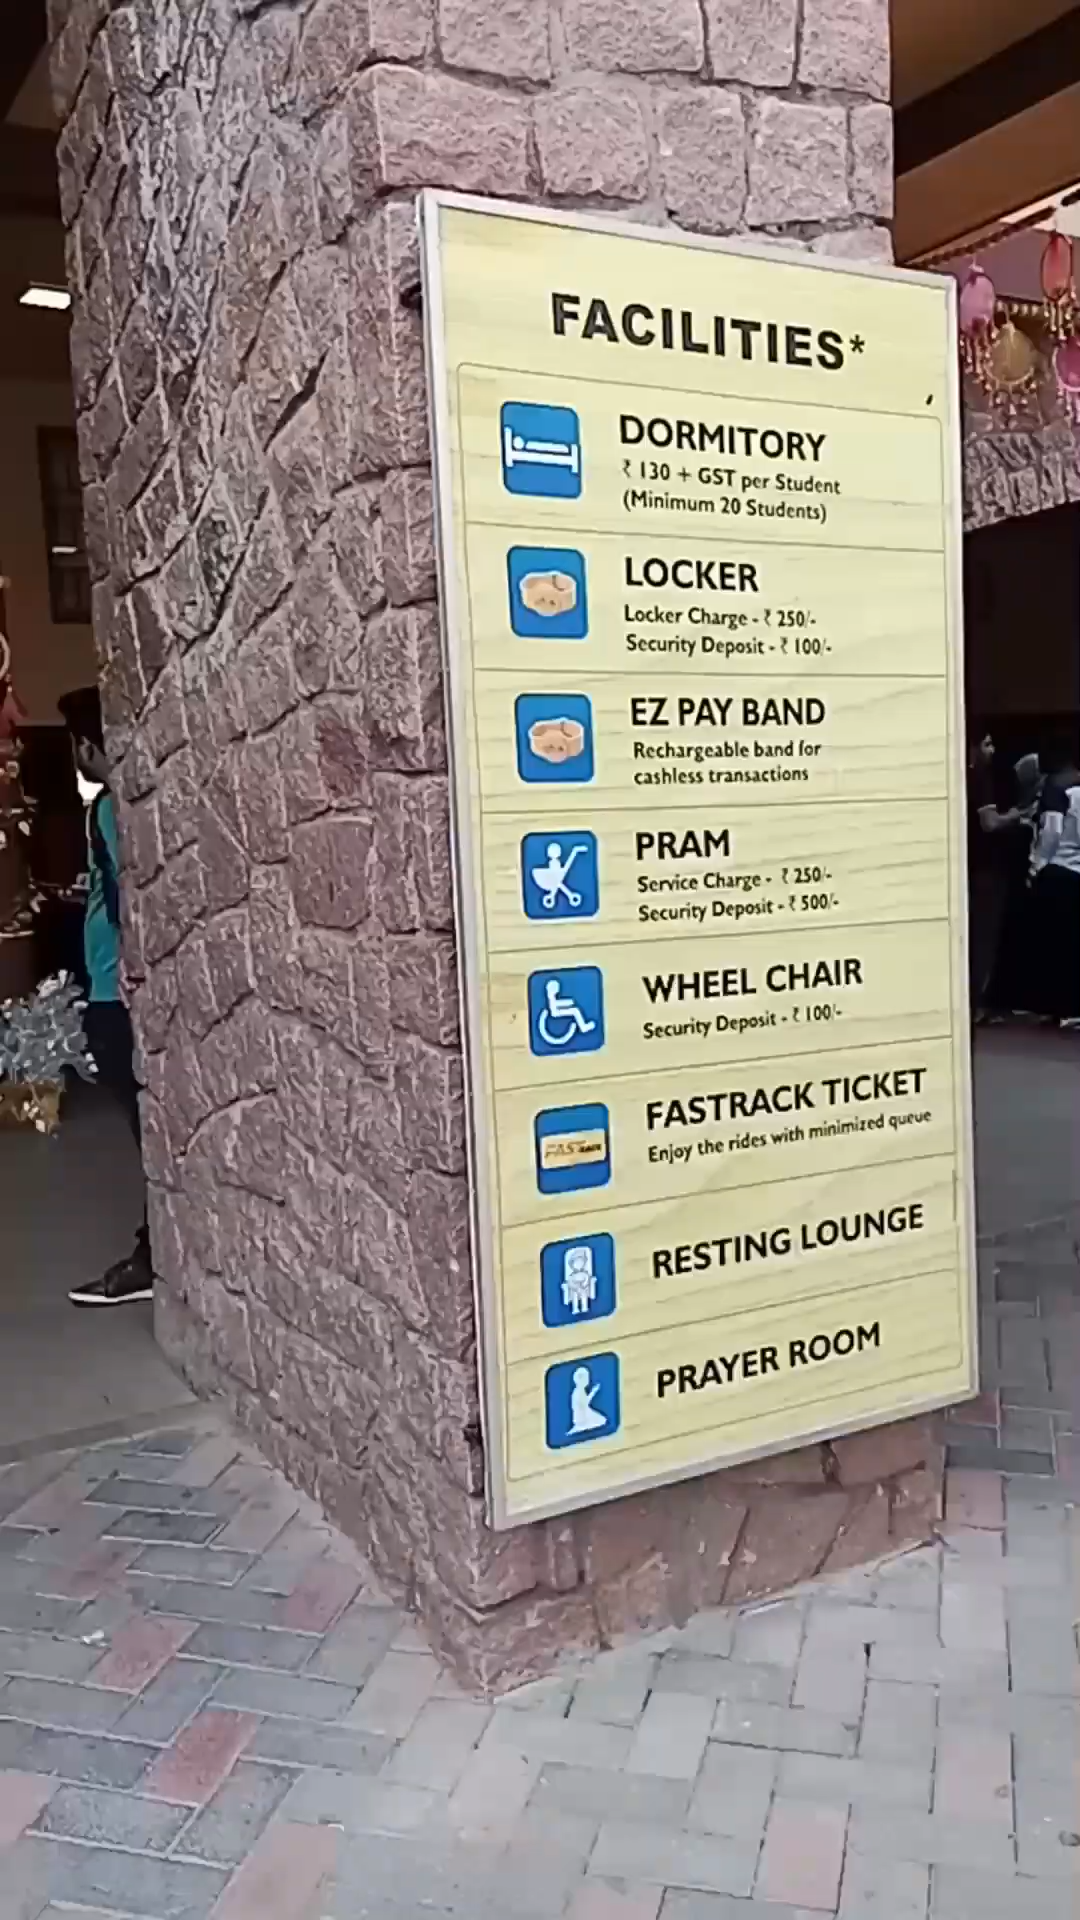 FACILITIES*
DORMITORY
₹ 130 + GST per Student
(Minimum 20 Students)
LOCKER
Locker Charge - ₹ 250/-
Security Deposit - ₹ 100/-
EZ PAY BAND
Rechargeable band for
cashless transactions
PRAM
Service Charge - ₹ 250/-
Security Deposit - ₹ 500/-
WHEEL CHAIR
Security Deposit - ₹ 100/-
FASTRACK TICKET
Enjoy the rides with minimized queue
RESTING LOUNGE
PRAYER ROOM